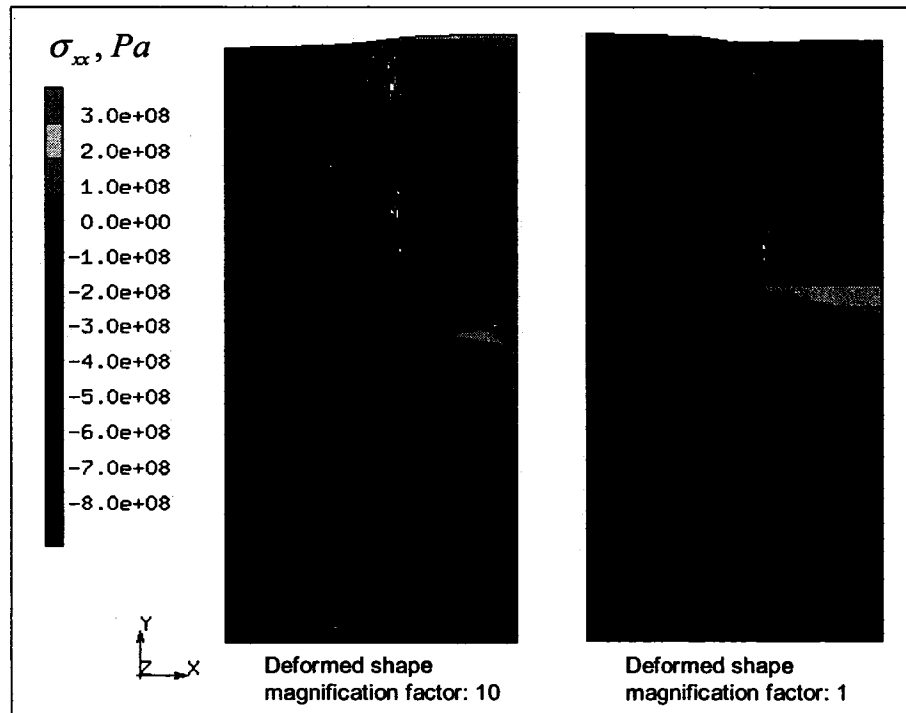 σxx, Pa
3.0e+08
2.0e+08
1.0e+08
0.0e+00
-1.0e+08
-2.0e+08
-3.0e+08
-4.0e+08
-5.0e+08
-6.0e+08
-7.0e+08
-8.0e+08
Y
Z X
Deformed shape
magnification factor: 10
Deformed shape
magnification factor: 1